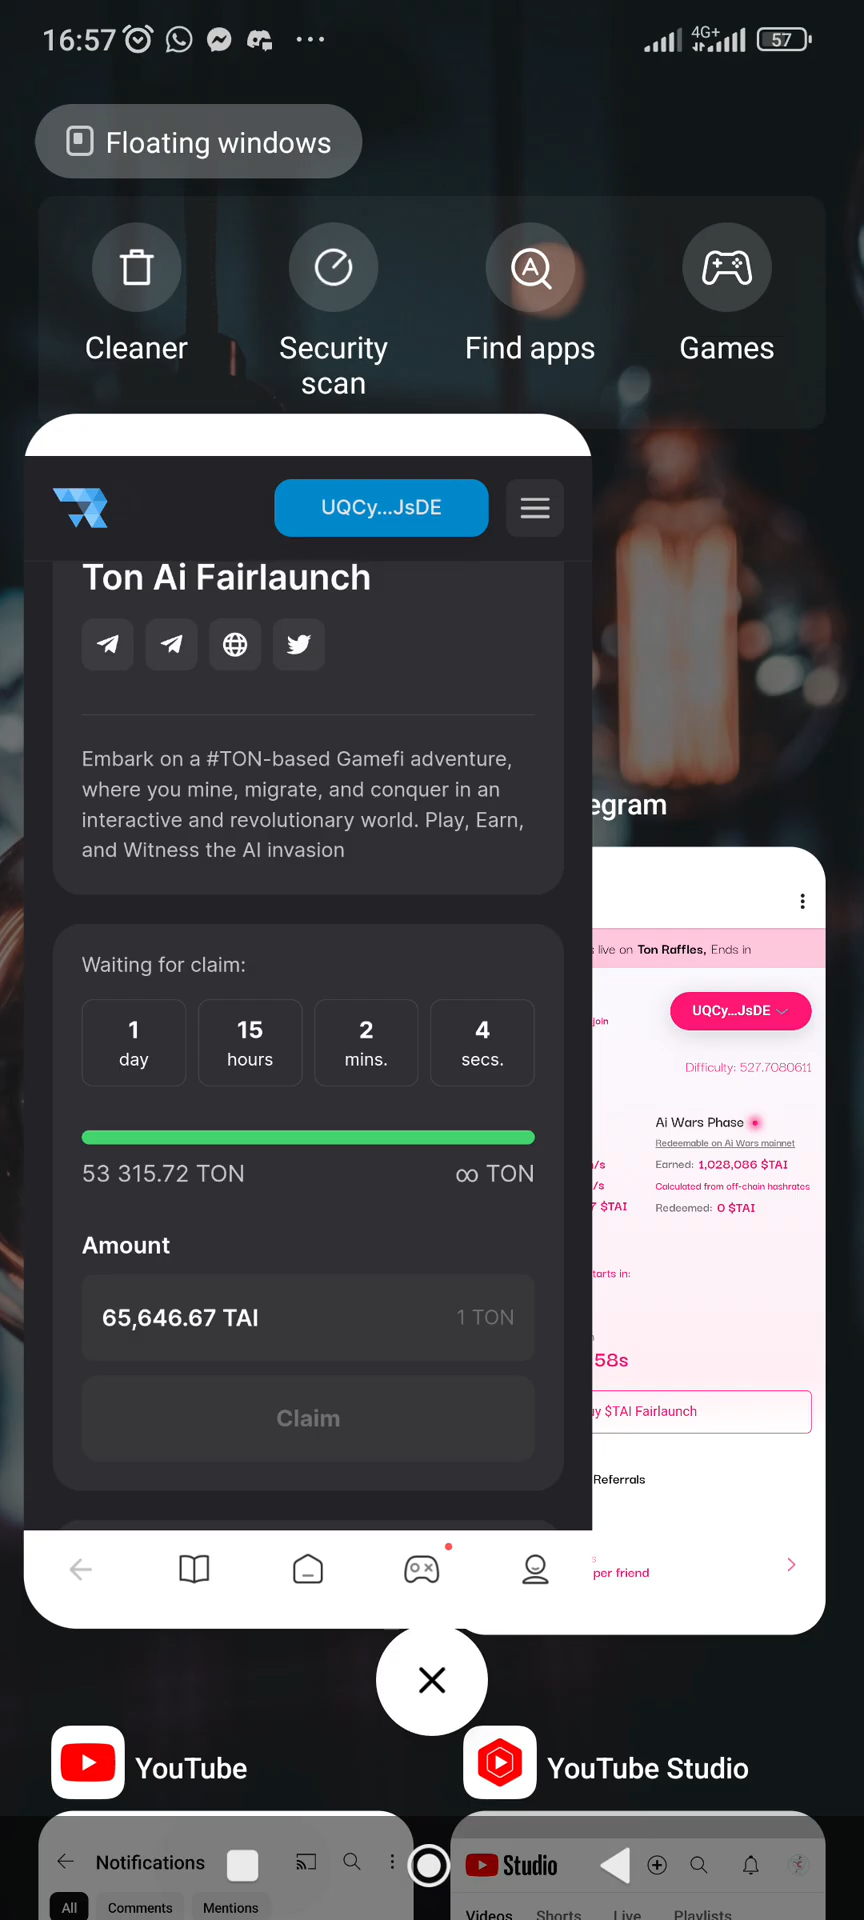 16:57
4G+
57
Floating windows
Cleaner
Security scan
Find apps
Games
UQCy...JsDE
Ton Ai Fairlaunch
Embark on a #TON-based Gamefi adventure,
where you mine, migrate, and conquer in an
interactive and revolutionary world. Play, Earn,
and Witness the AI invasion
Waiting for claim:
1 day
15 hours
2 mins.
4 secs.
53 315.72 TON
∞ TON
Amount
65,646.67 TAI
1 TON
Claim
egram
live on Ton Raffles, Ends in
join
UQCy...JsDE
Difficulty: 527.7080611
Ai Wars Phase
Redeemable on Ai Wars mainnet
/s
Earned: 1,028,086 $TAI
/s
Calculated from off-chain hashrates
7 $TAI
Redeemed: 0 $TAI
tarts in:
58s
y $TAI Fairlaunch
Referrals
per friend
YouTube
YouTube Studio
Notifications
All
Comments
Mentions
Studio
Videos
Shorts
Live
Playlists